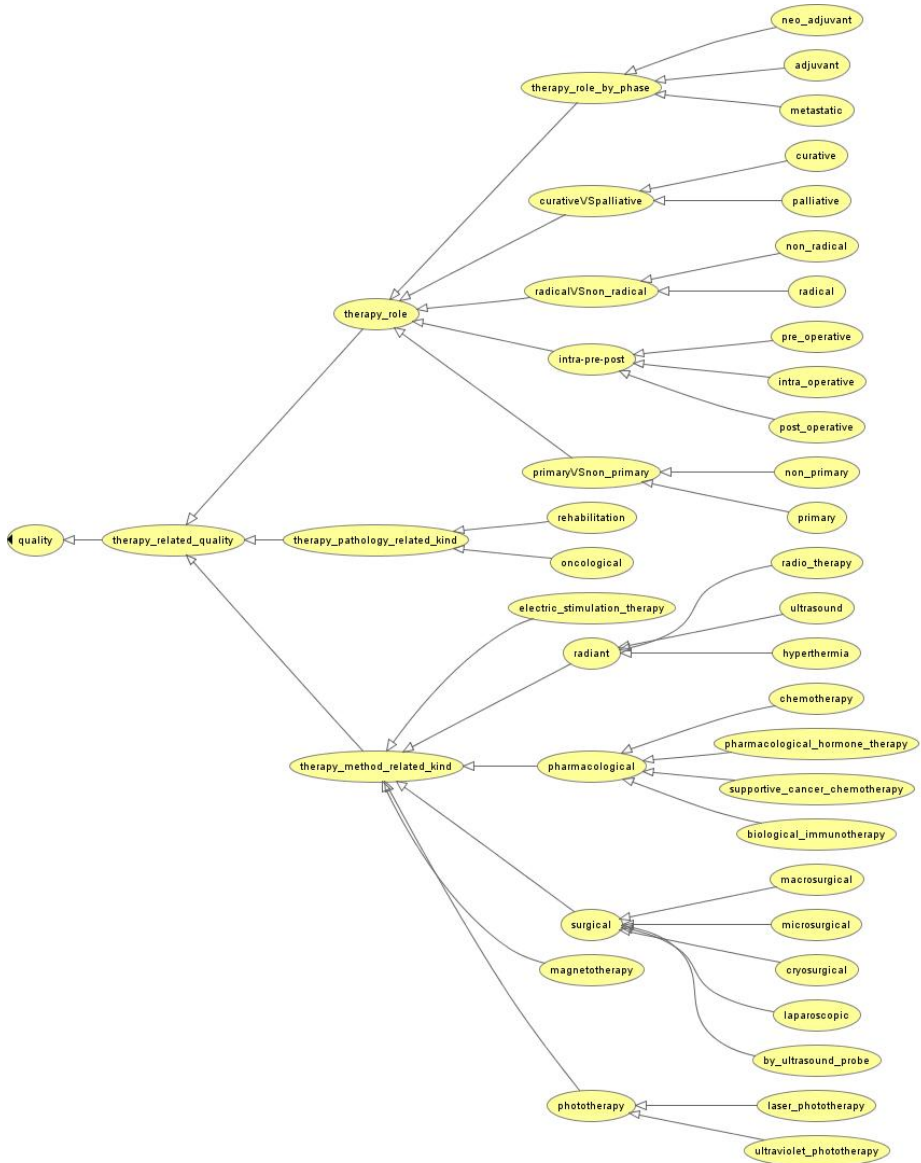 neo_adjuvant
adjuvant
therapy_role_by_phase
metastatic
curative
curativeVSpalliative
palliative
non_radical
radicalVSnon_radical
radical
therapy_role
pre_operative
intra-pre-post
intra_operative
post_operative
primaryVSnon_primary
non_primary
primary
rehabilitation
quality
therapy_related_quality
therapy_pathology_related_kind
oncological
radio_therapy
electric_stimulation_therapy
ultrasound
radiant
hyperthermia
chemotherapy
pharmacological_hormone_therapy
therapy_method_related_kind
pharmacological
supportive_cancer_chemotherapy
biological_immunotherapy
macrosurgical
surgical
microsurgical
magnetotherapy
cryosurgical
laparoscopic
by_ultrasound_probe
phototherapy
laser_phototherapy
ultraviolet_phototherapy